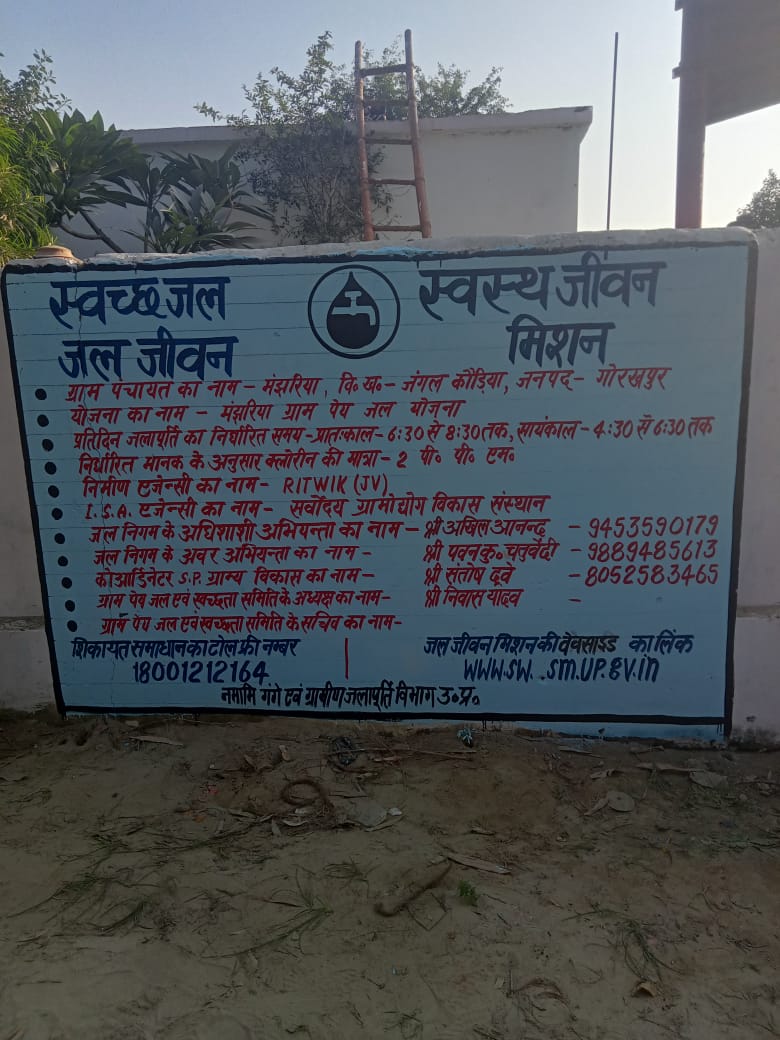 स्वच्छ जल स्वस्थ जीवन
जल जीवन मिशन
ग्राम पंचायत का नाम - मंझरिया, वि० ख० - जंगल कौड़िया, जनपद - गोरखपुर
योजना का नाम - मंझरिया ग्राम पेय जल योजना
प्रतिदिन जलापूर्ति का निर्धारित समय - प्रातःकाल - 6:30 से 8:30 तक, सायंकाल - 4:30 से 6:30 तक
निर्धारित मानक के अनुसार क्लोरीन की मात्रा - 2 पी० पी० एम०
निर्माण एजेन्सी का नाम - RITWIK (JV)
I.S.A. एजेन्सी का नाम - सर्वोदय ग्रामोद्योग विकास संस्थान
जल निगम के अधिशासी अभियन्ता का नाम - श्री अखिल आनन्द - 9453590179
जल निगम के अवर अभियन्ता का नाम - श्री पवन कु० चतुर्वेदी - 9889485613
कोआर्डिनेटर S.P. ग्राम्य विकास का नाम - श्री संतोष दूबे - 8052583465
ग्राम पेय जल एवं स्वच्छता समिति के अध्यक्ष का नाम - श्री निवास यादव -
ग्राम पेय जल एवं स्वच्छता समिति के सचिव का नाम -
शिकायत समाधान का टोल फ्री नम्बर | जल जीवन मिशन की वेबसाइड का लिंक
18001212164 WWW.SW. .SM.UP.gV.in
नमामि गंगे एवं ग्रामीण जलापूर्ति विभाग उ० प्र०